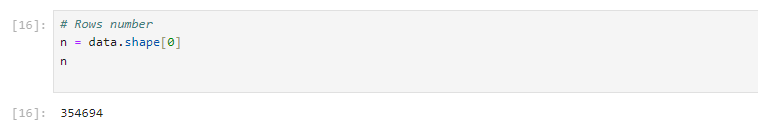 [16]: # Rows number
n = data.shape[0]
n
[16]: 354694